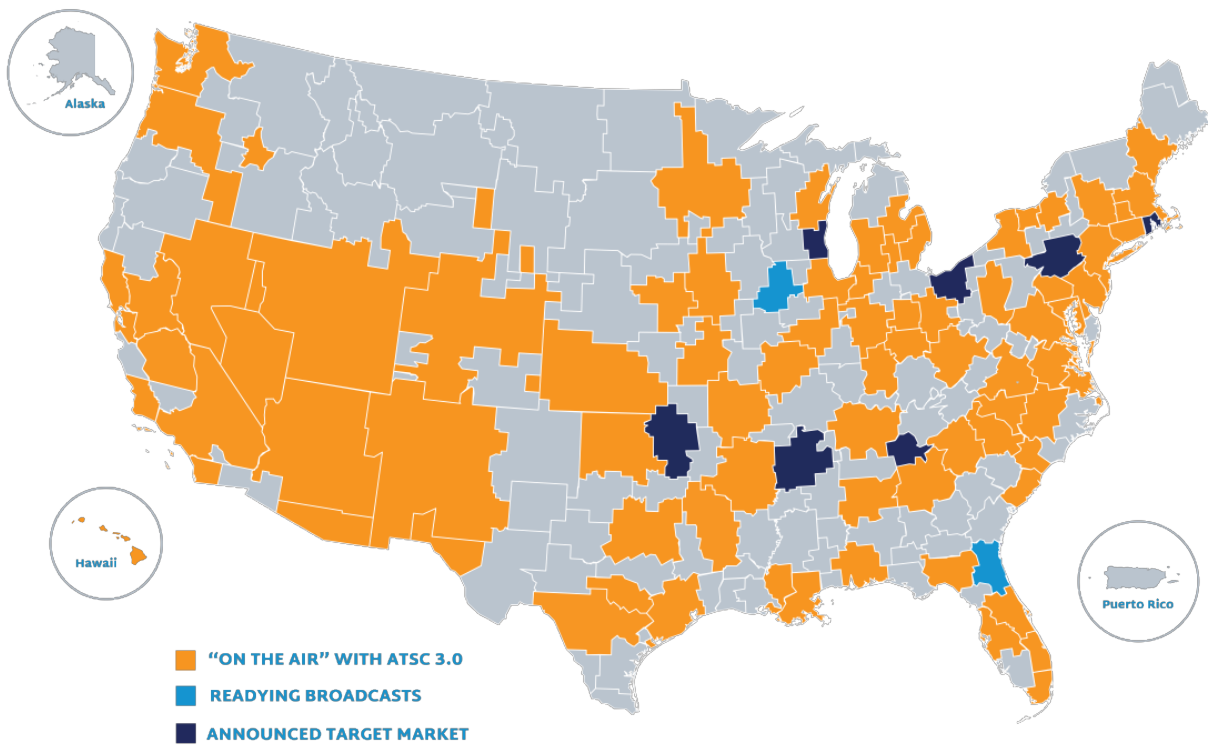 Alaska
Hawaii
Puerto Rico
“ON THE AIR” WITH ATSC 3.0
READYING BROADCASTS
ANNOUNCED TARGET MARKET